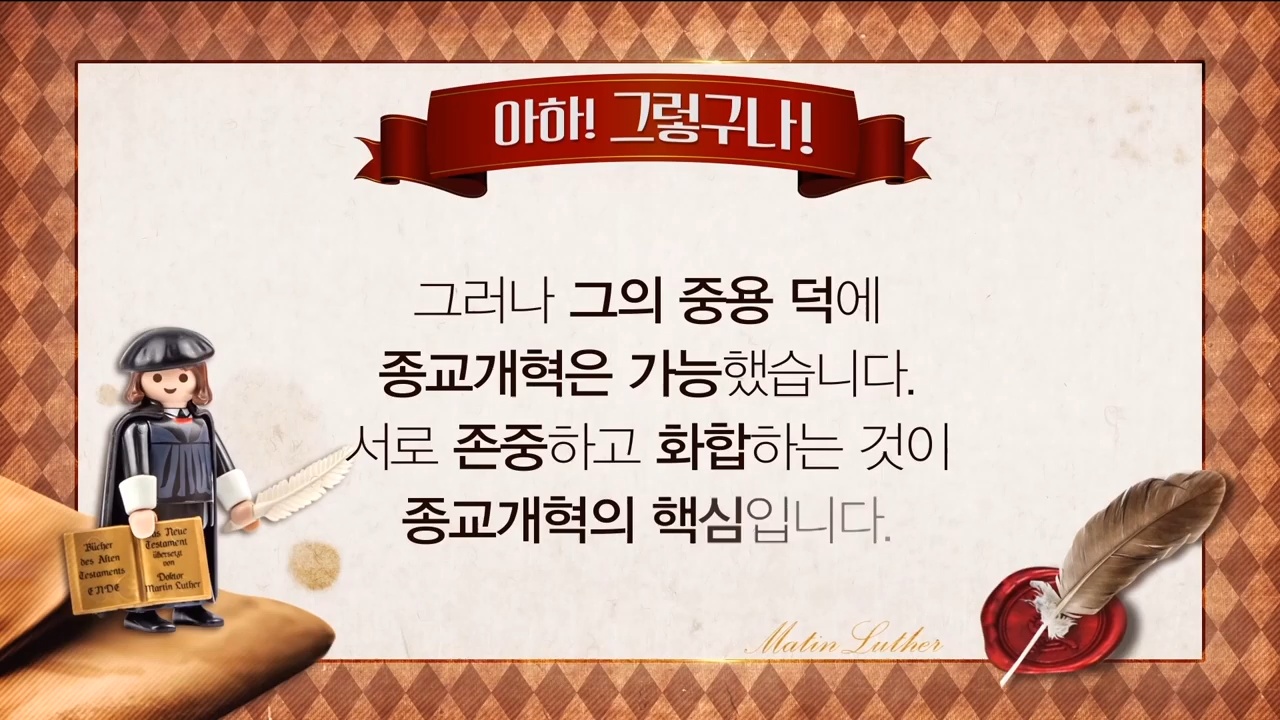 아하! 그렇구나!
그러나 그의 중용 덕에
종교개혁은 가능했습니다.
서로 존중하고 화합하는 것이
종교개혁의 핵심입니다.
Bücher
des Alten
Testaments
ENDE
Das Neue
Testament
übersetzt
von
Doktor
Martin Luther
Matin Luther